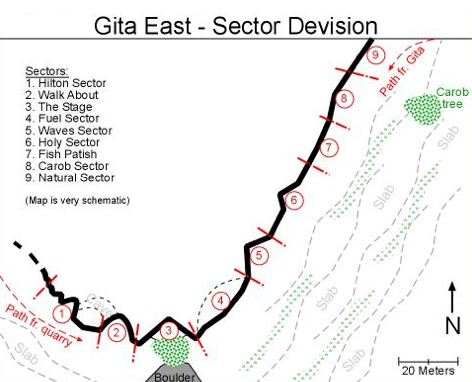 Gita East - Sector Devision
Sectors:
1. Hilton Sector
2. Walk About
3. The Stage
4. Fuel Sector
5. Waves Sector
6. Holy Sector
7. Fish Patish
8. Carob Sector
9. Natural Sector
(Map is very schematic)
9
Path fr. Gita
8
Carob
tree
Slab
7
Slab
6
5
Slab
4
1
2
3
Path fr. quarry
Slab
Slab
Boulder
N
20 Meters